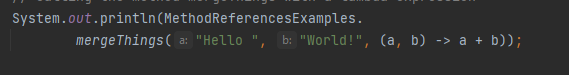 System.out.println(MethodReferencesExamples.
mergeThings( a: "Hello ", b: "World!", (a, b) -> a + b));